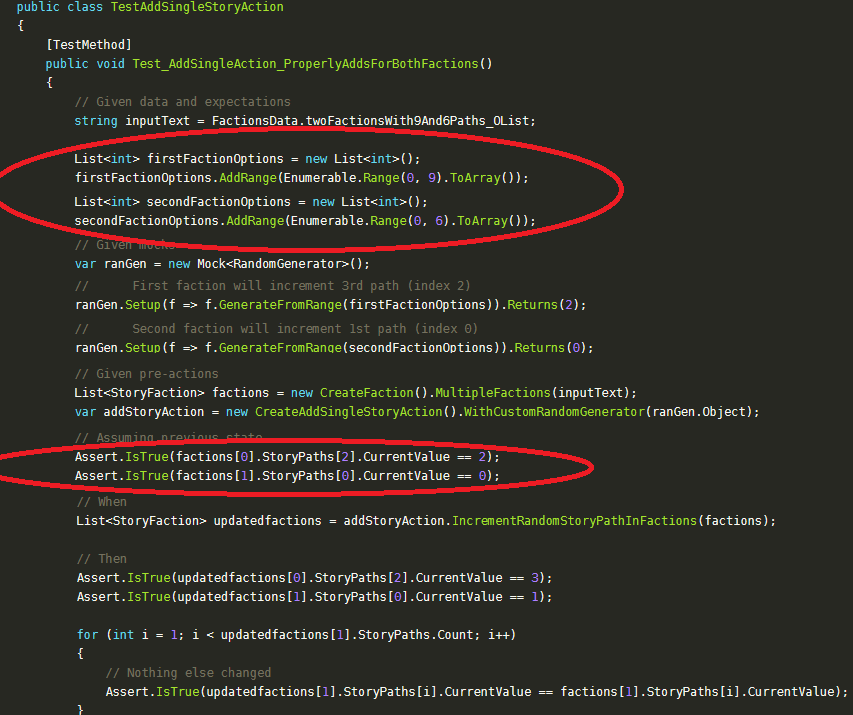 public class TestAddSingleStoryAction
{
[TestMethod]
public void Test_AddSingleAction_ProperlyAddsForBothFactions()
{
// Given data and expectations
string inputText = FactionsData.twoFactionsWith9And6Paths_OList;
List<int> firstFactionOptions = new List<int>();
firstFactionOptions.AddRange(Enumerable.Range(0, 9).ToArray());
List<int> secondFactionOptions = new List<int>();
secondFactionOptions.AddRange(Enumerable.Range(0, 6).ToArray());
// Given mocks
var ranGen = new Mock<RandomGenerator>();
// First faction will increment 3rd path (index 2)
ranGen.Setup(f => f.GenerateFromRange(firstFactionOptions)).Returns(2);
// Second faction will increment 1st path (index 0)
ranGen.Setup(f => f.GenerateFromRange(secondFactionOptions)).Returns(0);
// Given pre-actions
List<StoryFaction> factions = new CreateFaction().MultipleFactions(inputText);
var addStoryAction = new CreateAddSingleStoryAction().WithCustomRandomGenerator(ranGen.Object);
// Assuming previous state
Assert.IsTrue(factions[0].StoryPaths[2].CurrentValue == 2);
Assert.IsTrue(factions[1].StoryPaths[0].CurrentValue == 0);
// When
List<StoryFaction> updatedfactions = addStoryAction.IncrementRandomStoryPathInFactions(factions);
// Then
Assert.IsTrue(updatedfactions[0].StoryPaths[2].CurrentValue == 3);
Assert.IsTrue(updatedfactions[1].StoryPaths[0].CurrentValue == 1);
for (int i = 1; i < updatedfactions[1].StoryPaths.Count; i++)
{
// Nothing else changed
Assert.IsTrue(updatedfactions[1].StoryPaths[i].CurrentValue == factions[1].StoryPaths[i].CurrentValue);
}